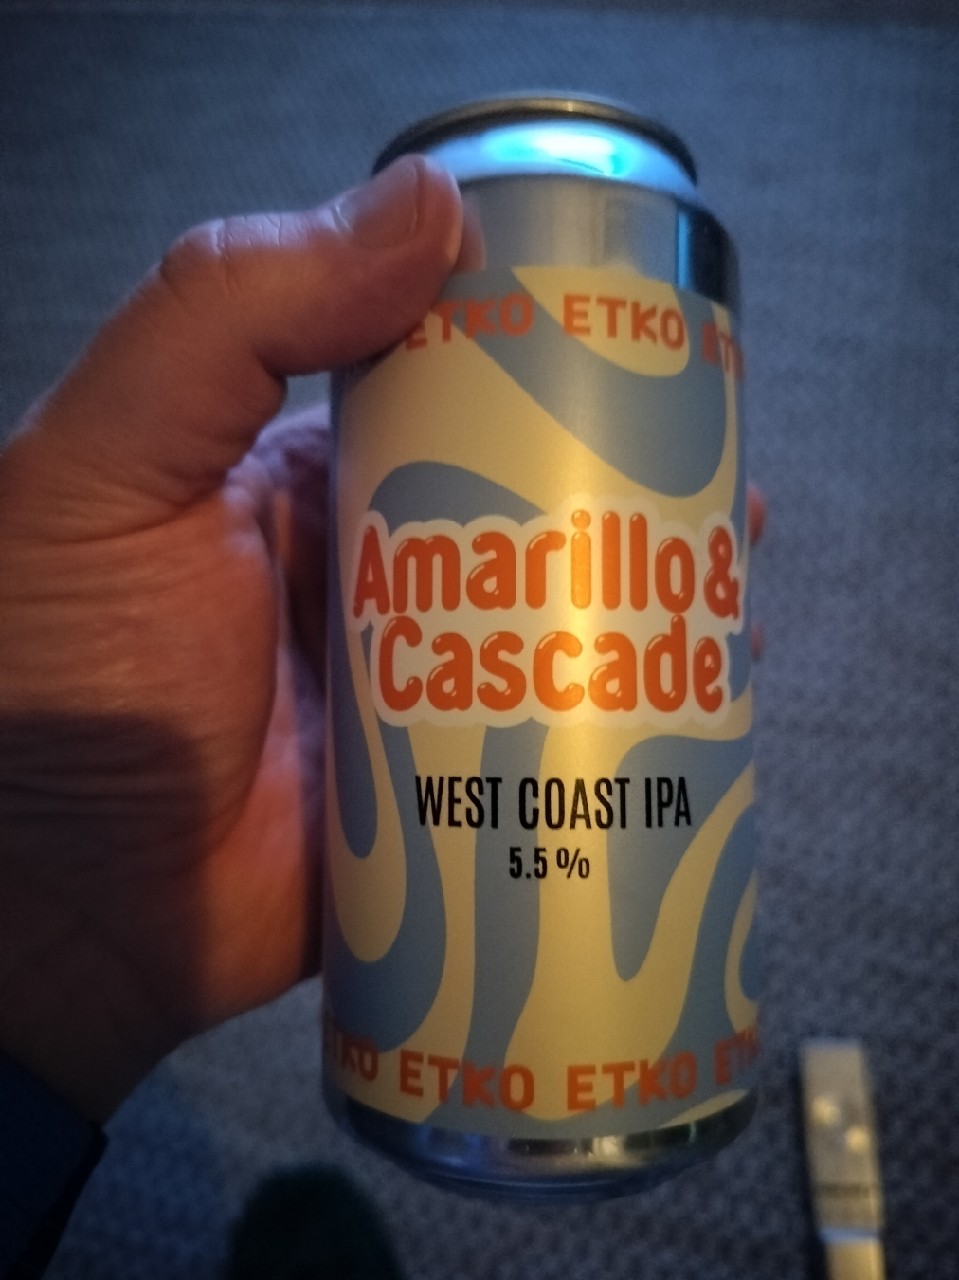 ETKO ETKO
Amarillo &
Cascade
WEST COAST IPA
5.5 %
ETKO ETKO